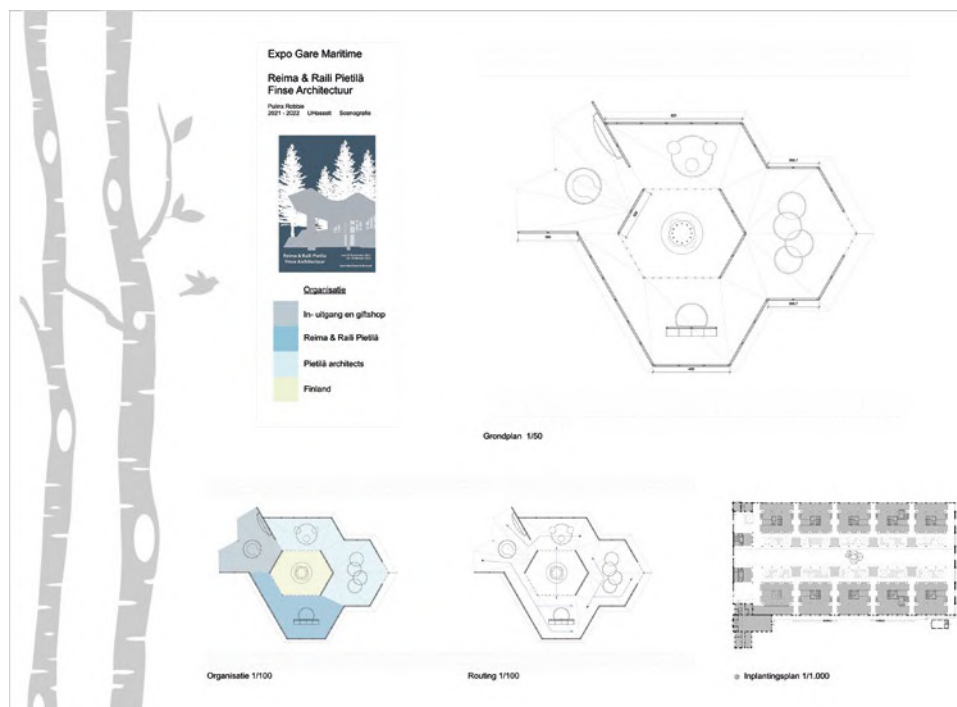 Expo Gare Maritime
Reima & Raili Pietilä
Finse Architectuur
Pulinx Robbie
2021 - 2022 UHasselt Scenografie
Reima & Raili Pietilä
Finse Architectuur
Organisatie
In- uitgang en giftshop
Reima & Raili Pietilä
Pietilä architects
Finland
Grondplan 1/50
Organisatie 1/100
Routing 1/100
Inplantingsplan 1/1.000